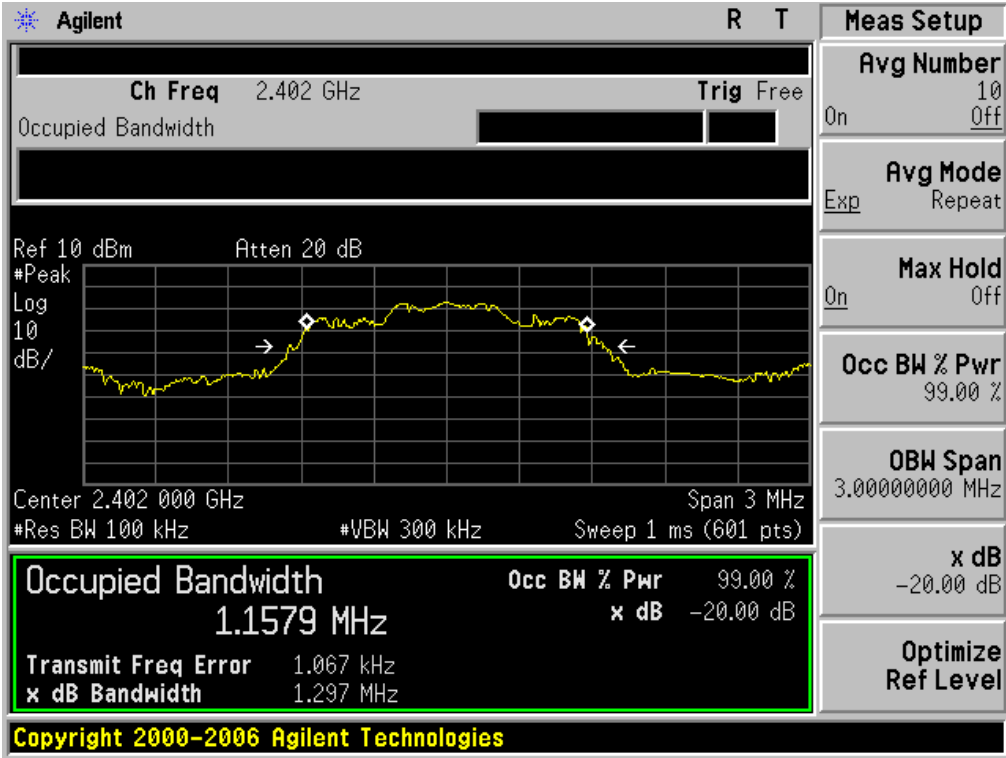 Agilent R T
Ch Freq 2.402 GHz Trig Free
Occupied Bandwidth
Ref 10 dBm Atten 20 dB
#Peak
Log
10
dB/
Center 2.402 000 GHz Span 3 MHz
#Res BW 100 kHz #VBW 300 kHz Sweep 1 ms (601 pts)
Occupied Bandwidth Occ BW % Pwr 99.00 %
1.1579 MHz x dB -20.00 dB
Transmit Freq Error 1.067 kHz
x dB Bandwidth 1.297 MHz
Copyright 2000-2006 Agilent Technologies
Meas Setup
Avg Number
10
On Off
Avg Mode
Exp Repeat
Max Hold
On Off
Occ BW % Pwr
99.00 %
OBW Span
3.00000000 MHz
x dB
-20.00 dB
Optimize
Ref Level